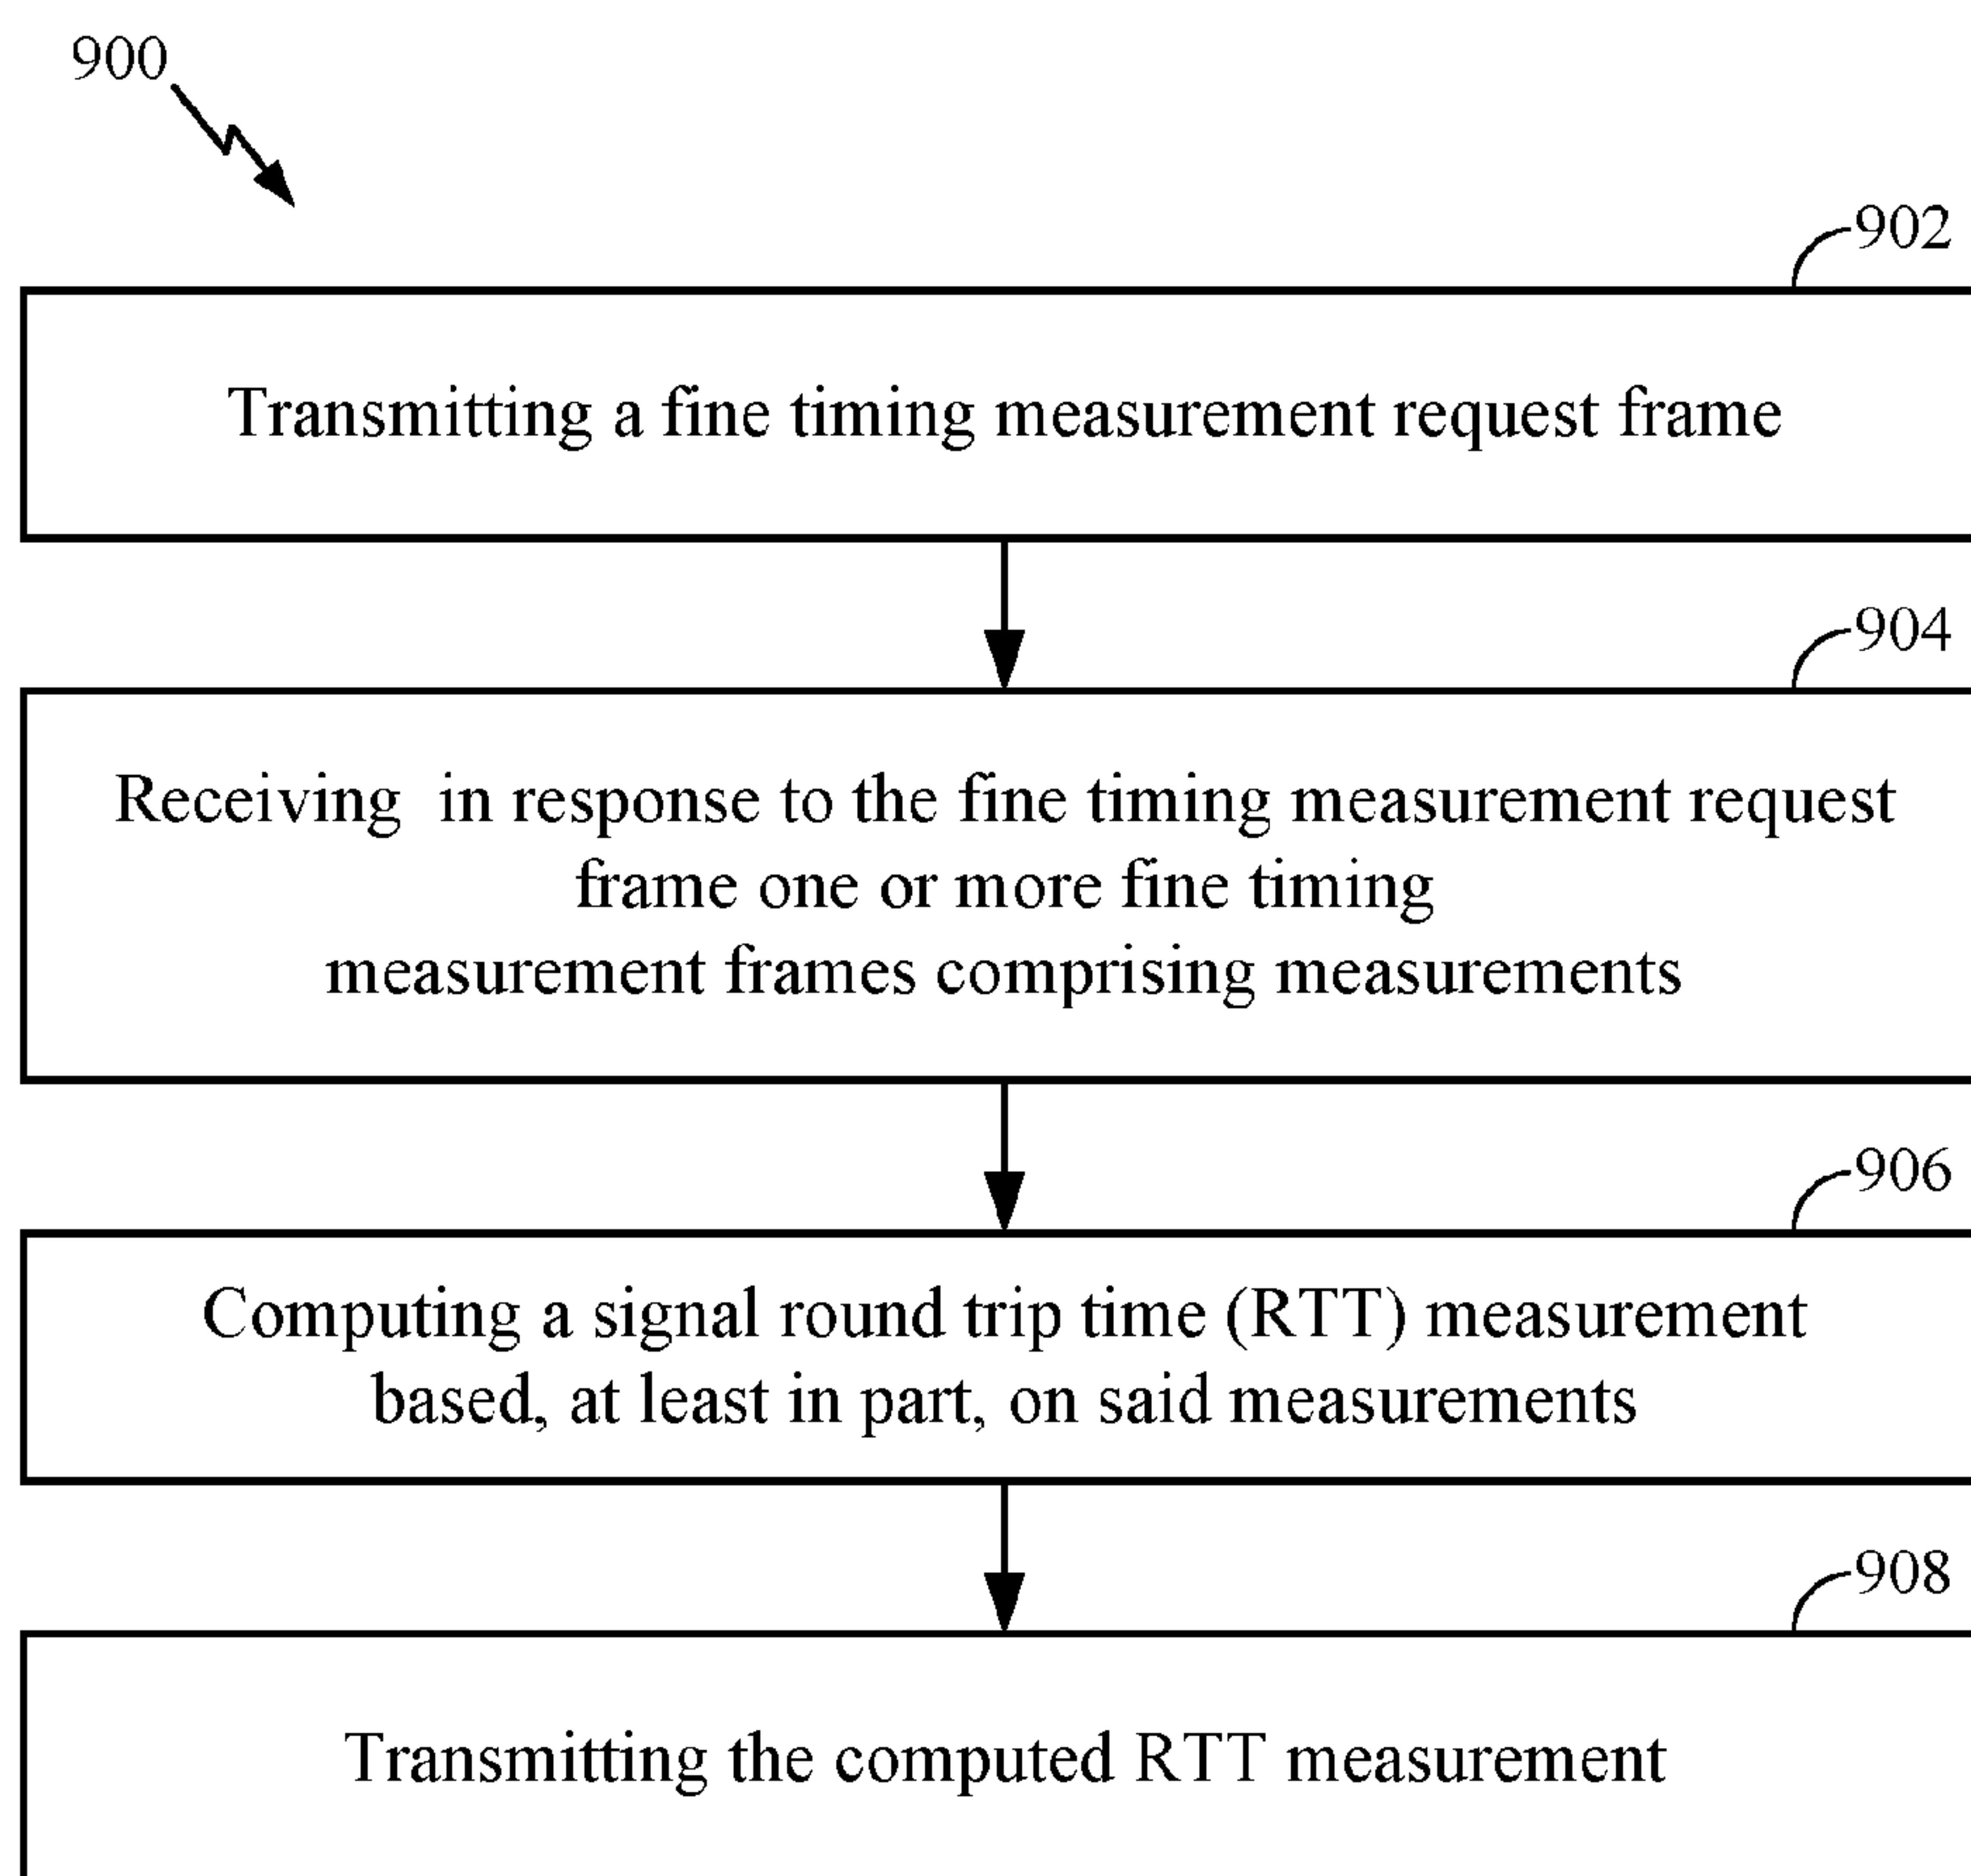 900
902
Transmitting a fine timing measurement request frame
904
Receiving in response to the fine timing measurement request
frame one or more fine timing
measurement frames comprising measurements
906
Computing a signal round trip time (RTT) measurement
based, at least in part, on said measurements
908
Transmitting the computed RTT measurement